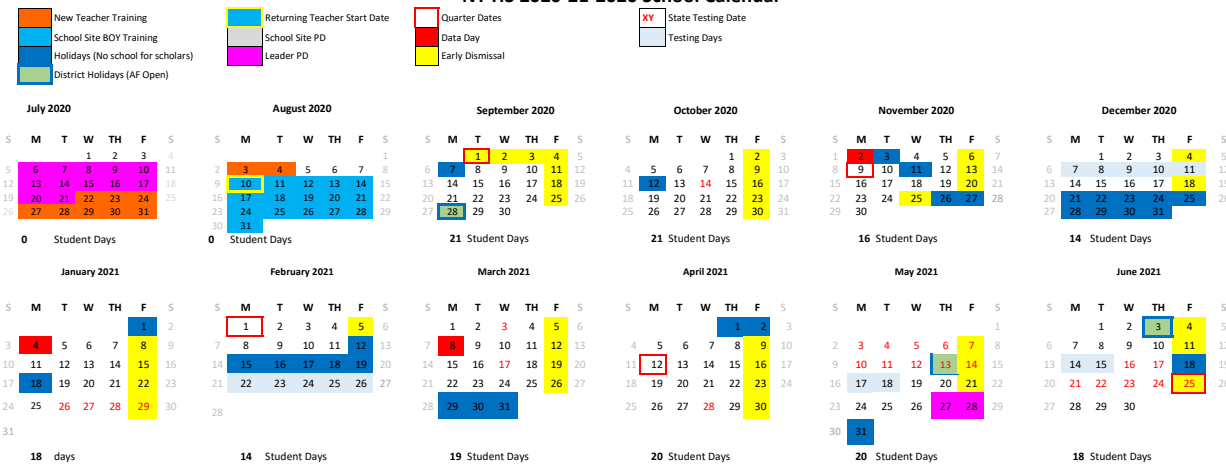 2020-21 2020 School Calendar
New Teacher Training
Returning Teacher Start Date
Quarter Dates
XY State Testing Date
School Site BOY Training
School Site PD
Data Day
Testing Days
Holidays (No school for scholars)
Leader PD
Early Dismissal
District Holidays (AF Open)
July 2020
S M T W TH F S
1 2 3 4
5 6 7 8 9 10 11
12 13 14 15 16 17 18
19 20 21 22 23 24 25
26 27 28 29 30 31
0 Student Days
August 2020
S M T W TH F S
1
2 3 4 5 6 7 8
9 10 11 12 13 14 15
16 17 18 19 20 21 22
23 24 25 26 27 28 29
30 31
0 Student Days
September 2020
S M T W TH F S
1 2 3 4 5
6 7 8 9 10 11 12
13 14 15 16 17 18 19
20 21 22 23 24 25 26
27 28 29 30
21 Student Days
October 2020
S M T W TH F S
1 2 3
4 5 6 7 8 9 10
11 12 13 14 15 16 17
18 19 20 21 22 23 24
25 26 27 28 29 30 31
21 Student Days
November 2020
S M T W TH F S
1 2 3 4 5 6 7
8 9 10 11 12 13 14
15 16 17 18 19 20 21
22 23 24 25 26 27 28
29 30
16 Student Days
December 2020
S M T W TH F S
1 2 3 4 5
6 7 8 9 10 11 12
13 14 15 16 17 18 19
20 21 22 23 24 25 26
27 28 29 30 31
14 Student Days
January 2021
S M T W TH F S
1 2
3 4 5 6 7 8 9
10 11 12 13 14 15 16
17 18 19 20 21 22 23
24 25 26 27 28 29 30
31
18 days
February 2021
S M T W TH F S
1 2 3 4 5 6
7 8 9 10 11 12 13
14 15 16 17 18 19 20
21 22 23 24 25 26 27
28
14 Student Days
March 2021
S M T W TH F S
1 2 3 4 5 6
7 8 9 10 11 12 13
14 15 16 17 18 19 20
21 22 23 24 25 26 27
28 29 30 31
19 Student Days
April 2021
S M T W TH F S
1 2 3
4 5 6 7 8 9 10
11 12 13 14 15 16 17
18 19 20 21 22 23 24
25 26 27 28 29 30
20 Student Days
May 2021
S M T W TH F S
1
2 3 4 5 6 7 8
9 10 11 12 13 14 15
16 17 18 19 20 21 22
23 24 25 26 27 28 29
30 31
20 Student Days
June 2021
S M T W TH F S
1 2 3 4 5
6 7 8 9 10 11 12
13 14 15 16 17 18 19
20 21 22 23 24 25 26
27 28 29 30
18 Student Days